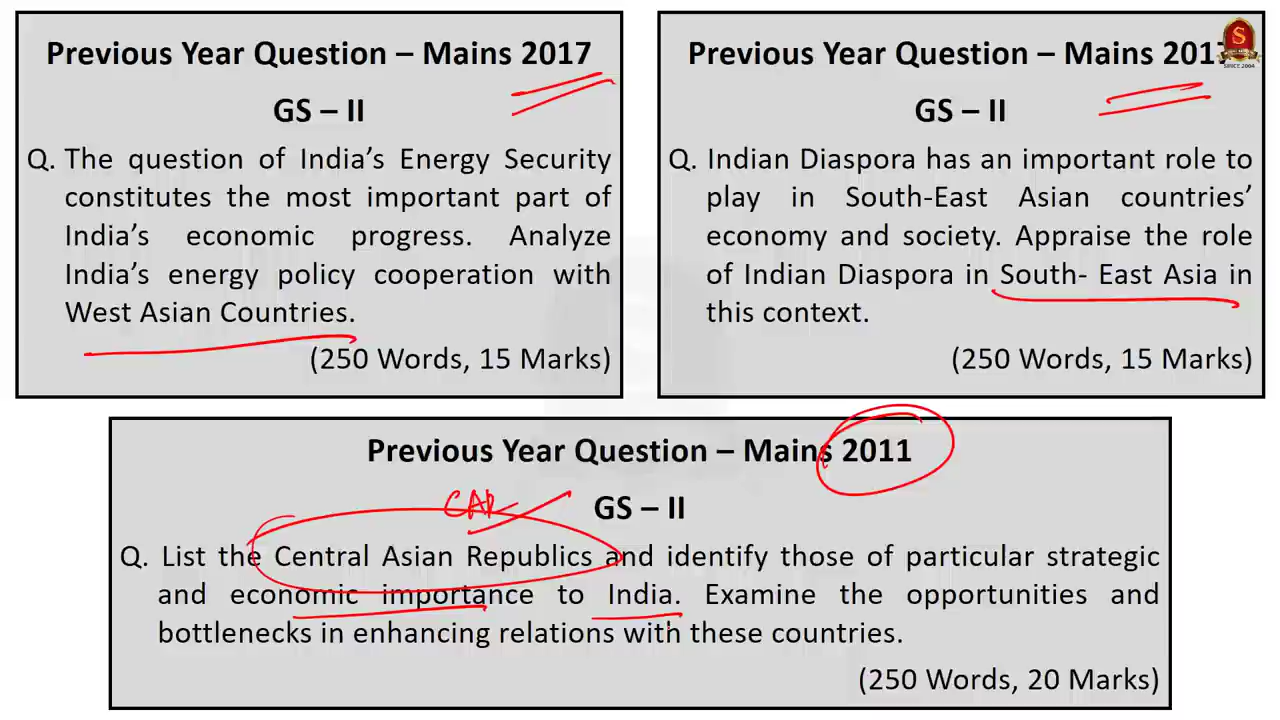 Previous Year Question – Mains 2017
GS – II
Q. The question of India's Energy Security
constitutes the most important part of
India's economic progress. Analyze
India's energy policy cooperation with
West Asian Countries.
(250 Words, 15 Marks)
Previous Year Question – Mains 201
GS – II
Q. Indian Diaspora has an important role to
play in South-East Asian countries'
economy and society. Appraise the role
of Indian Diaspora in South- East Asia in
this context.
(250 Words, 15 Marks)
S
SINCE 2004
Previous Year Question – Mains 2011
GS – II
Q. List the Central Asian Republics and identify those of particular strategic
and economic importance to India. Examine the opportunities and
bottlenecks in enhancing relations with these countries.
(250 Words, 20 Marks)